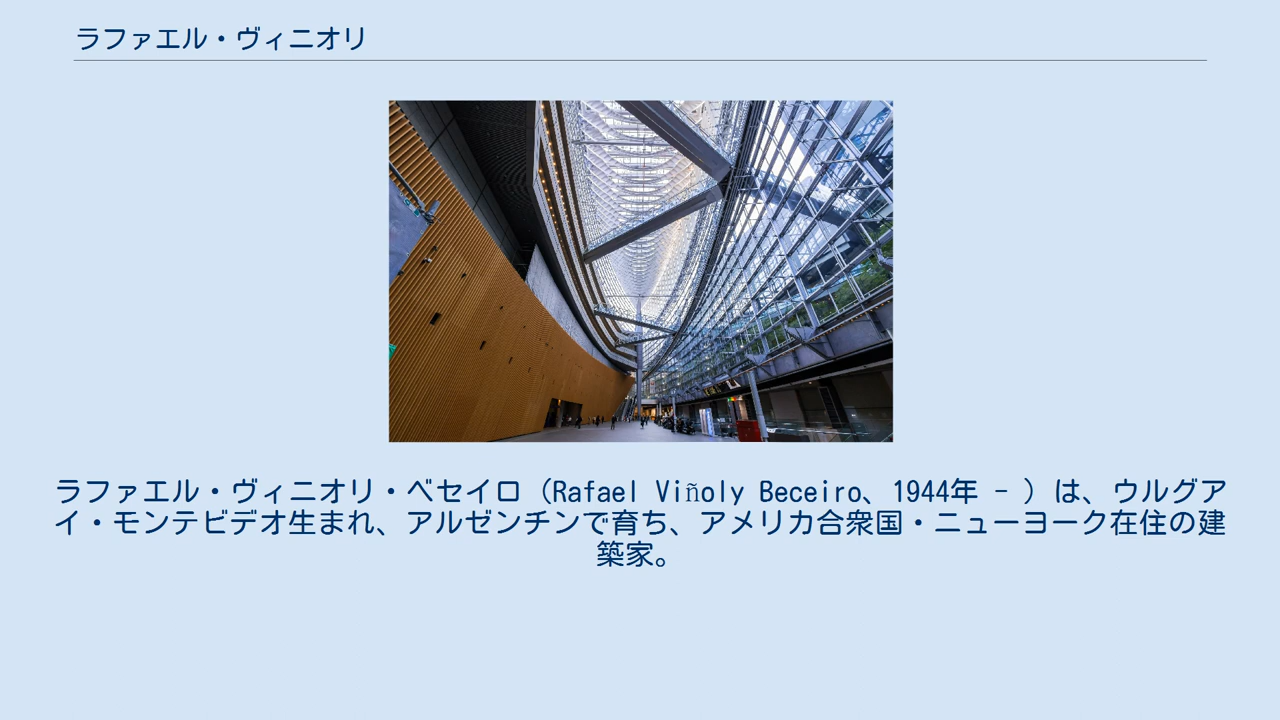 ラファエル・ヴィニオリ
ラファエル・ヴィニオリ・ベセイロ（Rafael Viñoly Beceiro、1944年 - ）は、ウルグア
イ・モンテビデオ生まれ、アルゼンチンで育ち、アメリカ合衆国・ニューヨーク在住の建
築家。